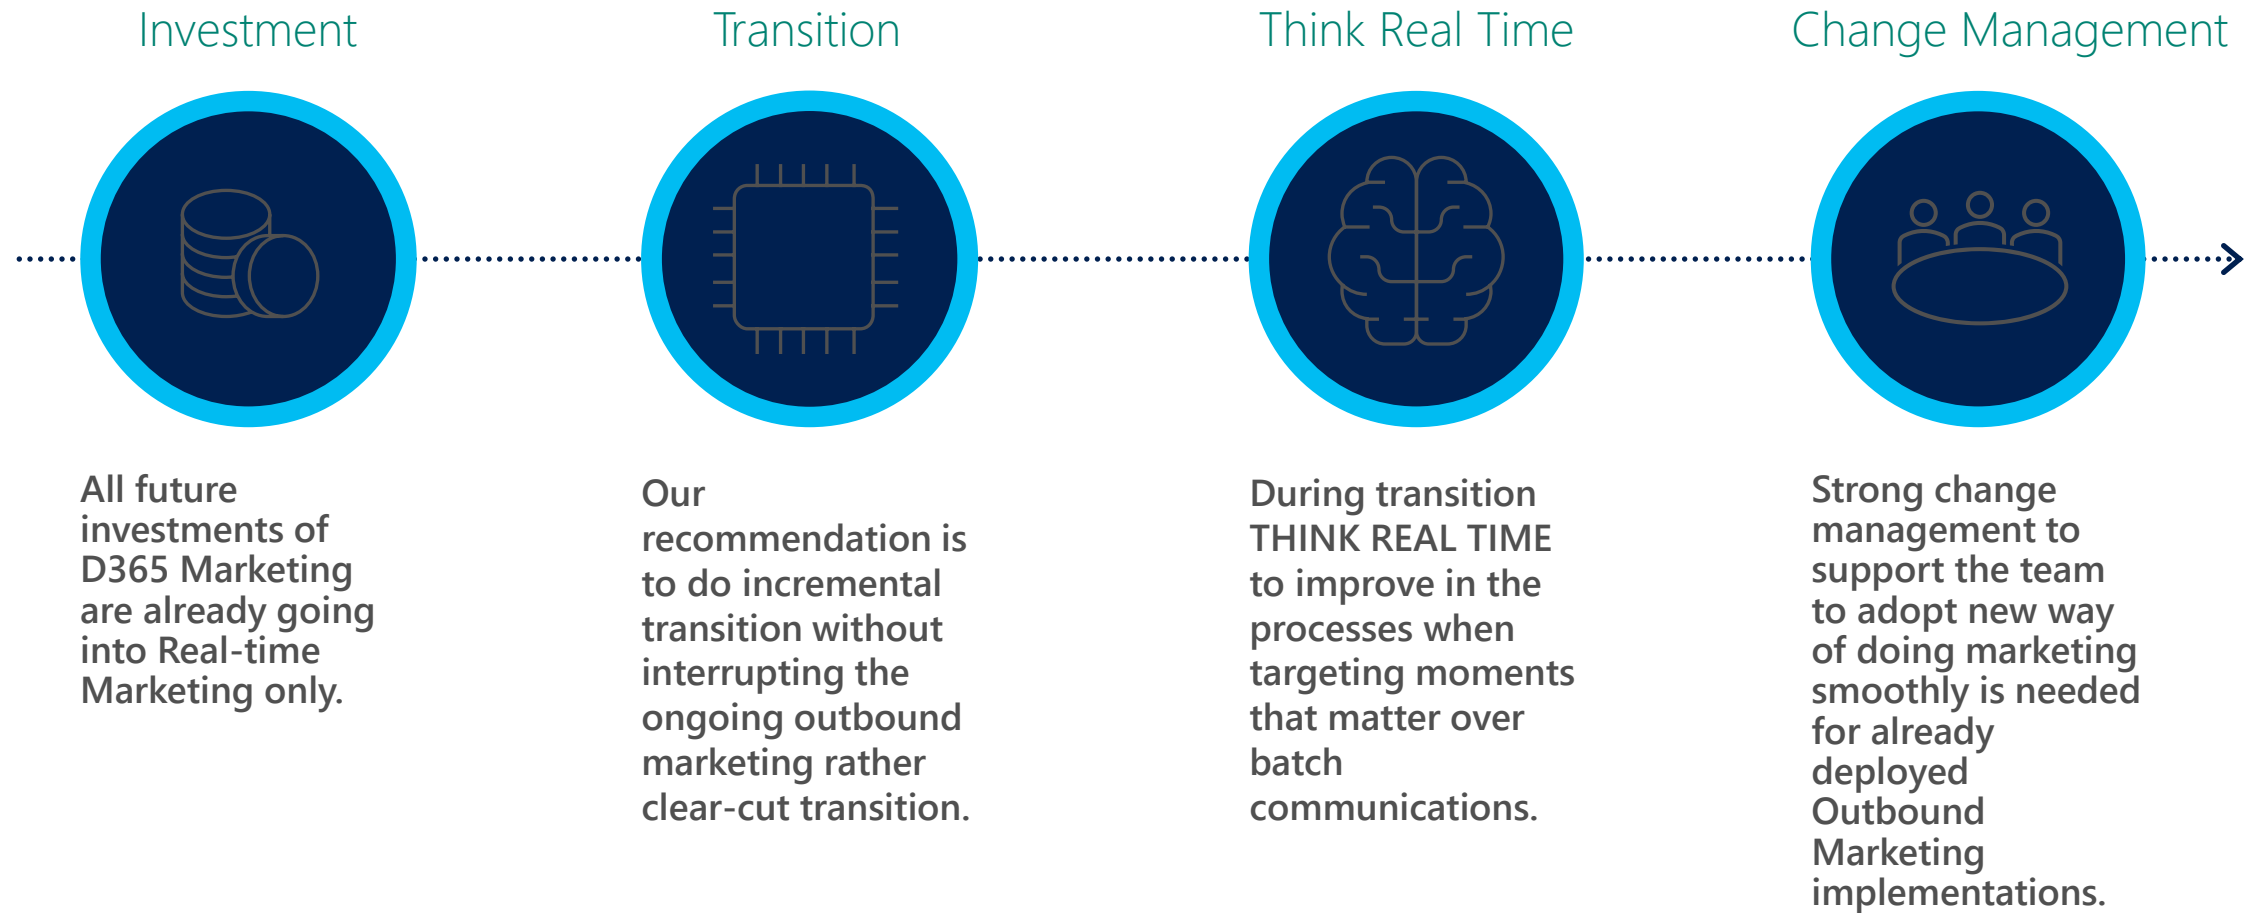 Investment
Transition
Think Real Time
Change Management
All future
investments of
D365 Marketing
are already going
into Real-time
Marketing only.
Our
recommendation is
to do incremental
transition without
interrupting the
ongoing outbound
marketing rather
clear-cut transition.
During transition
THINK REAL TIME
to improve in the
processes when
targeting moments
that matter over
batch
communications.
Strong change
management to
support the team
to adopt new way
of doing marketing
smoothly is needed
for already
deployed
Outbound
Marketing
implementations.